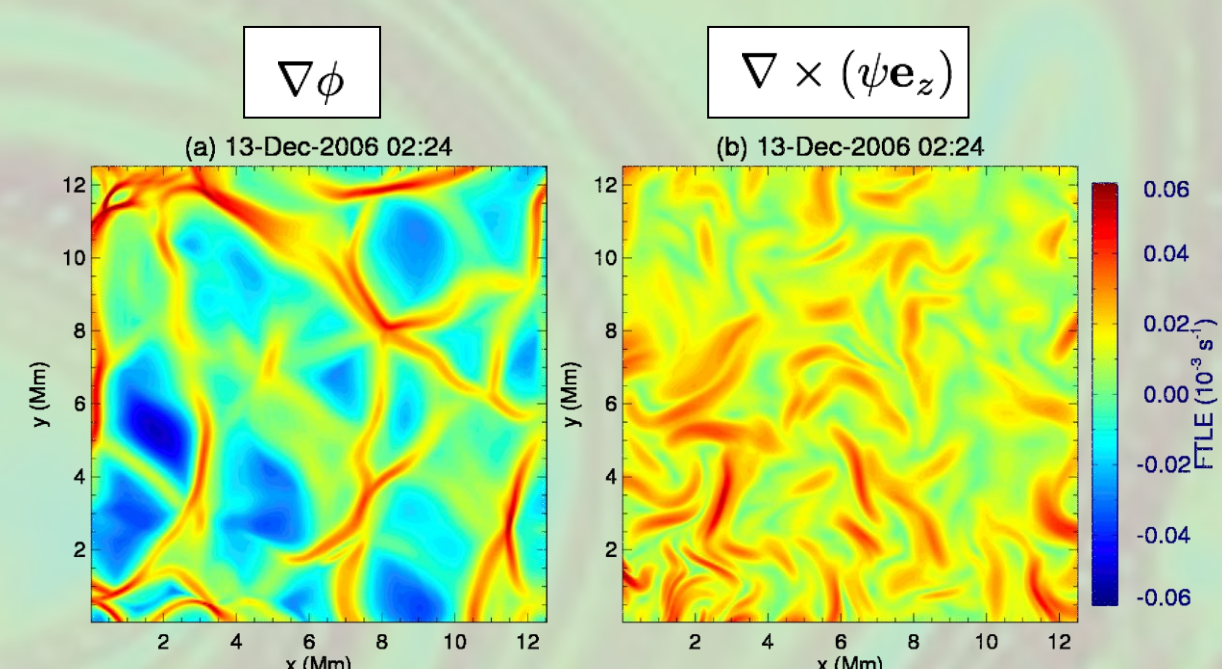 ∇ϕ
∇ × (ψe_z)
(a) 13-Dec-2006 02:24
(b) 13-Dec-2006 02:24
12
10
8
6
4
2
y (Mm)
2 4 6 8 10 12
x (Mm)
12
10
8
6
4
2
y (Mm)
2 4 6 8 10 12
x (Mm)
0.06
0.04
0.02
0.00
-0.02
-0.04
-0.06
FTLE (10⁻³ s⁻¹)